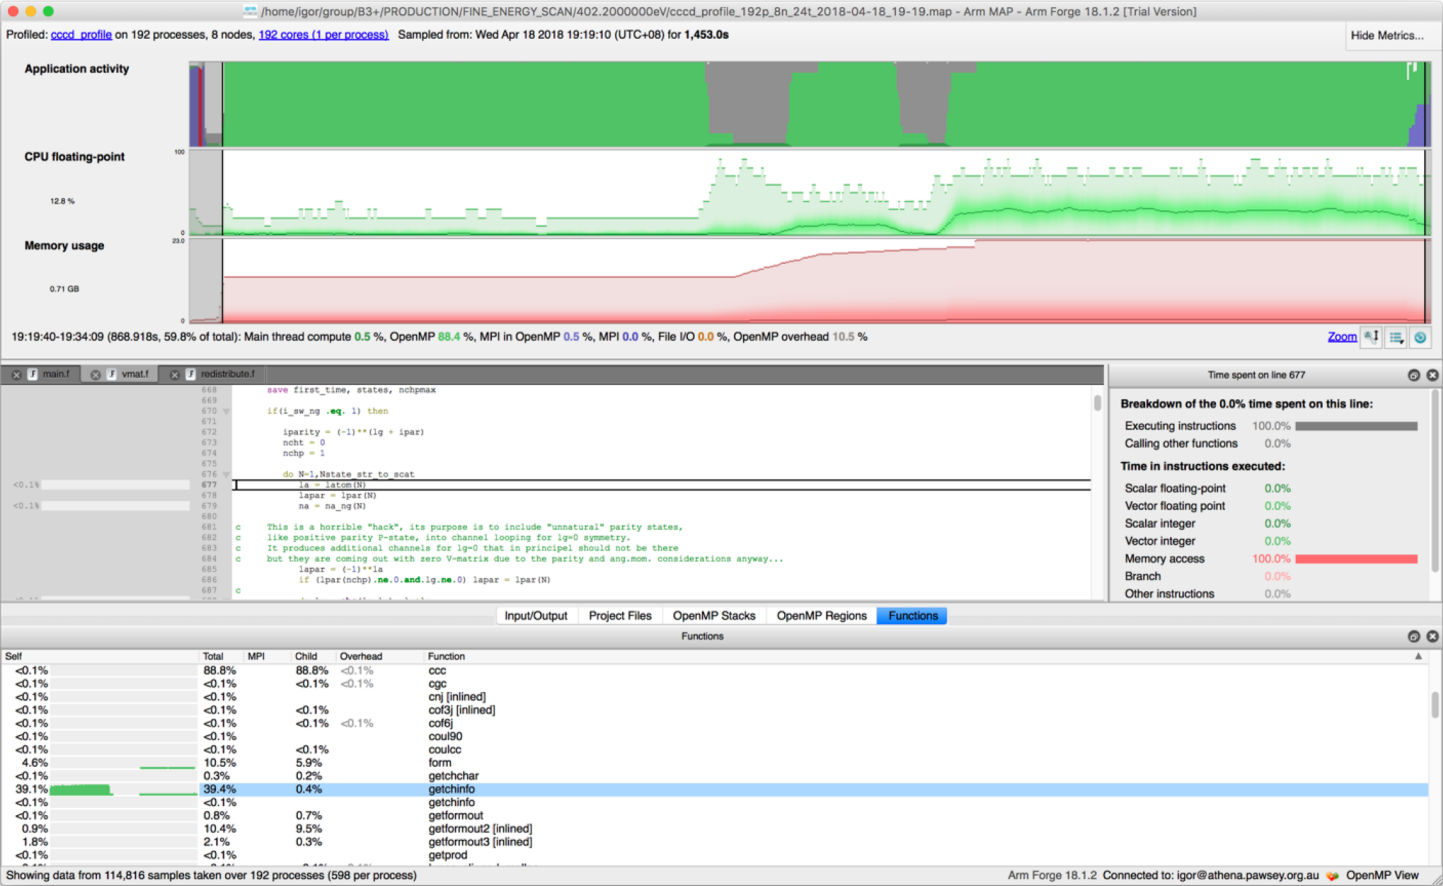 /home/igor/group/B3+/PRODUCTION/FINE_ENERGY_SCAN/402.2000000eV/cccd_profile_192p_8n_24t_2018-04-18_19-19.map - Arm MAP - Arm Forge 18.1.2 [Trial Version]
Profiled: cccd_profile on 192 processes, 8 nodes, 192 cores (1 per process) Sampled from: Wed Apr 18 2018 19:19:10 (UTC+08) for 1,453.0s
Hide Metrics...
Application activity
CPU floating-point
100
12.8 %
0
Memory usage
23.0
0.71 GB
0
19:19:40-19:34:09 (868.918s, 59.8% of total): Main thread compute 0.5 %, OpenMP 88.4 %, MPI in OpenMP 0.5 %, MPI 0.0 %, File I/O 0.0 %, OpenMP overhead 10.5 %
Zoom
main.f vmat.f redistribute.f
668 save first_time, states, nchpmax
669
670 if(i_sw_ng .eq. 1) then
671
672 iparity = (-1)**(lg + ipar)
673 ncht = 0
674 nchp = 1
675
676 do N=1,Nstate_str_to_scat
<0.1% 677 la = latom(N)
678 lapar = lpar(N)
<0.1% 679 na = na_ng(N)
680
681 c This is a horrible "hack", its purpose is to include "unnatural" parity states,
682 c like positive parity P-state, into channel looping for lg=0 symmetry.
683 c It produces additional channels for lg=0 that in principel should not be there
684 c but they are coming out with zero V-matrix due to the parity and ang.mom. considerations anyway...
685 lapar = (-1)**la
686 if (lpar(nchp).ne.0.and.lg.ne.0) lapar = lpar(N)
687 c
Time spent on line 677
Breakdown of the 0.0% time spent on this line:
Executing instructions 100.0%
Calling other functions 0.0%
Time in instructions executed:
Scalar floating-point 0.0%
Vector floating point 0.0%
Scalar integer 0.0%
Vector integer 0.0%
Memory access 100.0%
Branch 0.0%
Other instructions 0.0%
Input/Output Project Files OpenMP Stacks OpenMP Regions Functions
Functions
Self Total MPI Child Overhead Function
<0.1% 88.8% 88.8% <0.1% ccc
<0.1% <0.1% <0.1% <0.1% cgc
<0.1% <0.1% cnj [inlined]
<0.1% <0.1% <0.1% cof3j [inlined]
<0.1% <0.1% <0.1% <0.1% cof6j
<0.1% <0.1% coul90
<0.1% <0.1% <0.1% coulcc
4.6% 10.5% 5.9% form
<0.1% 0.3% 0.2% getchchar
39.1% 39.4% 0.4% getchinfo
<0.1% <0.1% getchinfo
<0.1% 0.8% 0.7% getformout
0.9% 10.4% 9.5% getformout2 [inlined]
1.8% 2.1% 0.3% getformout3 [inlined]
<0.1% <0.1% getprod
Showing data from 114,816 samples taken over 192 processes (598 per process)
Arm Forge 18.1.2 Connected to: igor@athena.pawsey.org.au OpenMP View